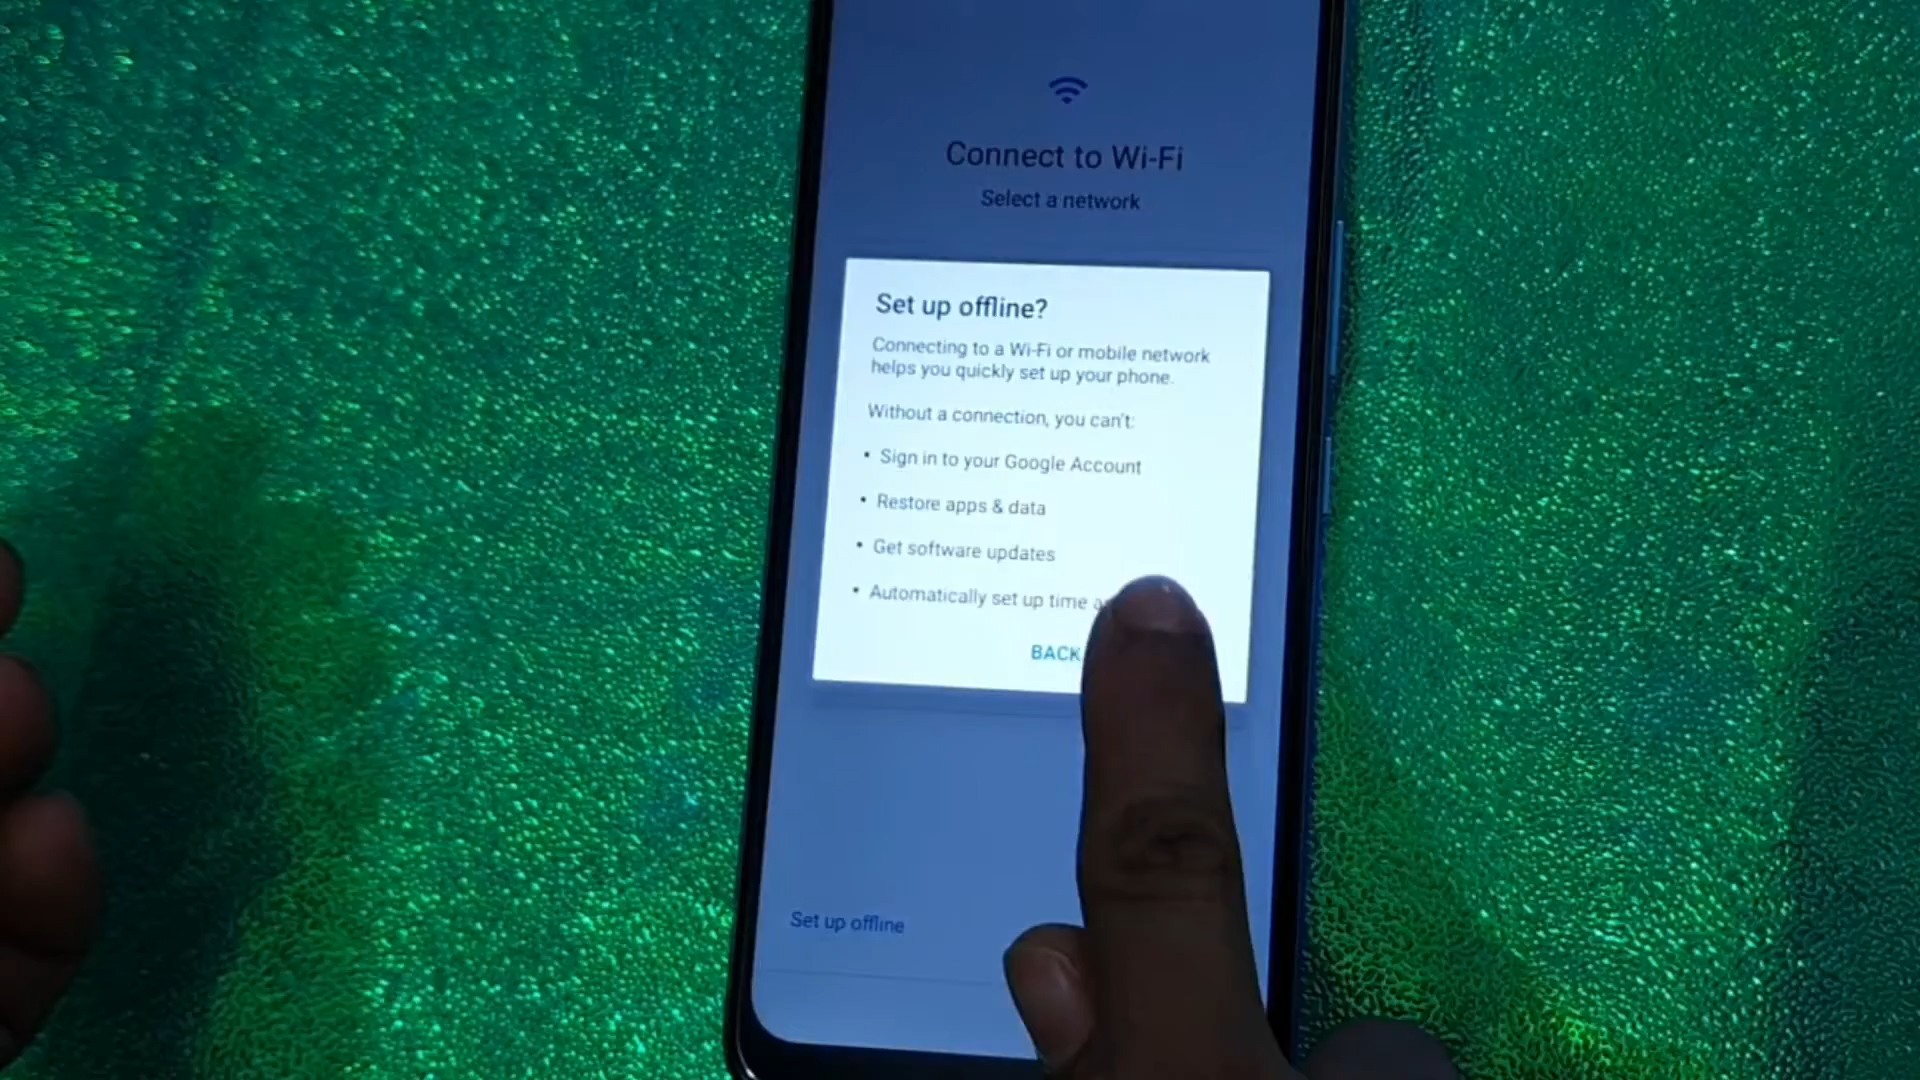 Connect to Wi-Fi
Select a network
Set up offline?
Connecting to a Wi-Fi or mobile network
helps you quickly set up your phone.
Without a connection, you can't:
• Sign in to your Google Account
• Restore apps & data
• Get software updates
• Automatically set up time
BACK
Set up offline